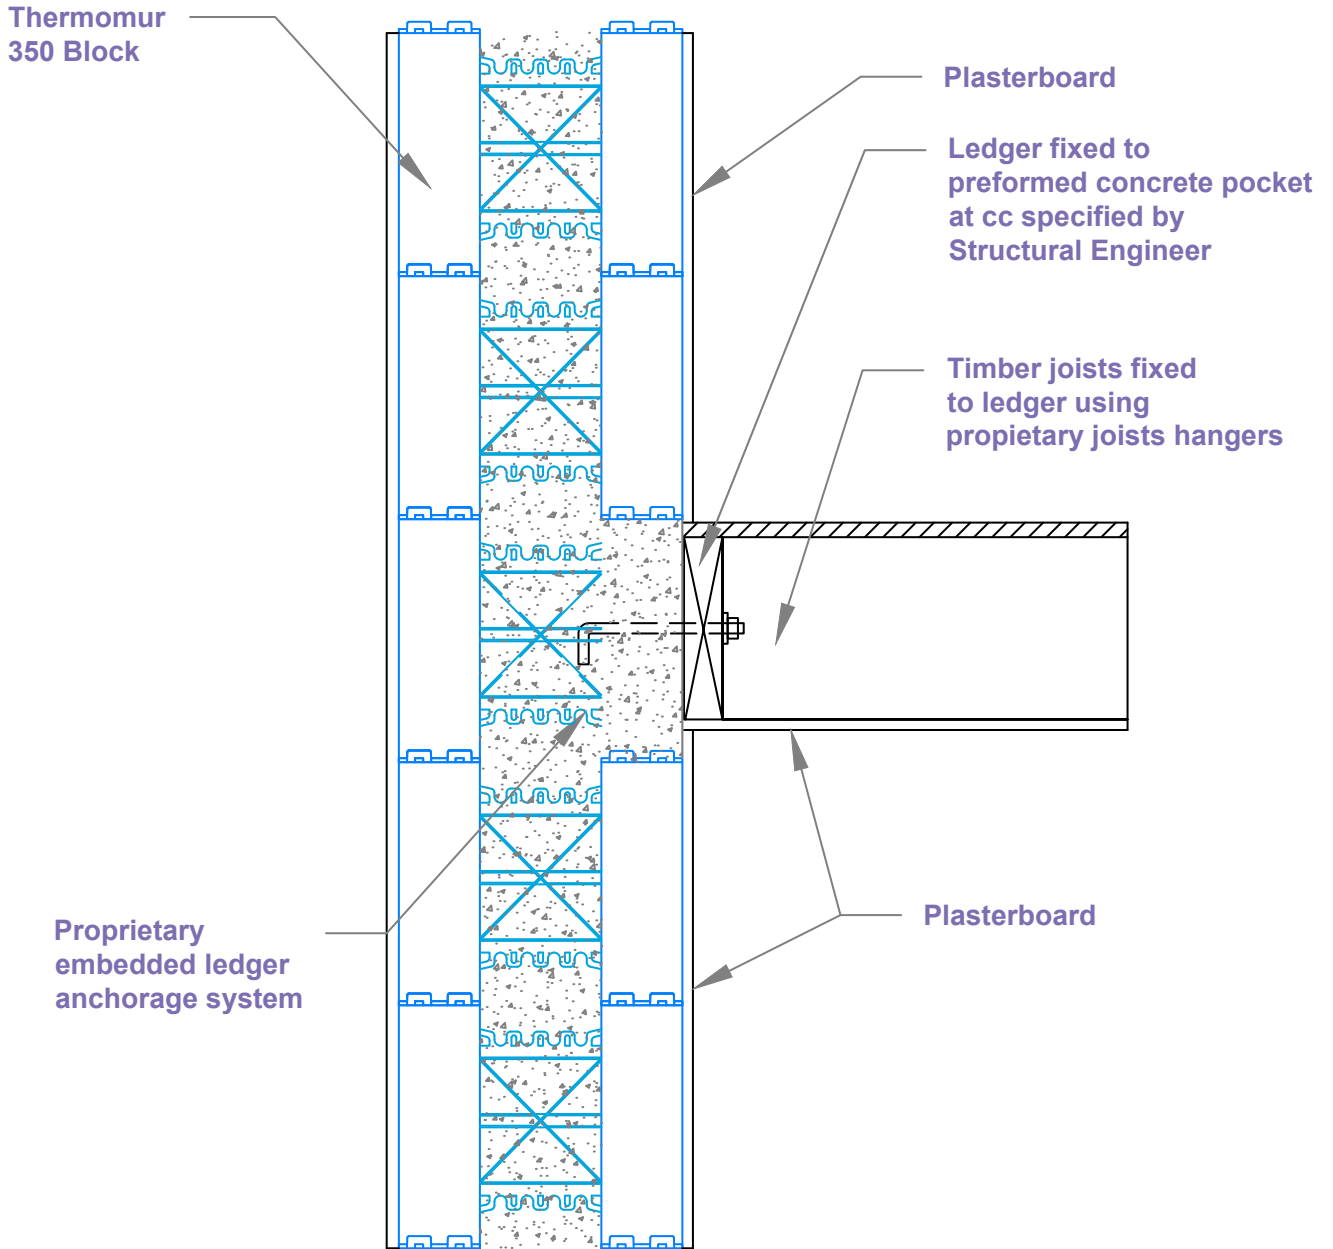 Thermomur
350 Block
Plasterboard
Ledger fixed to
preformed concrete pocket
at cc specified by
Structural Engineer
Timber joists fixed
to ledger using
propietary joists hangers
Plasterboard
Proprietary
embedded ledger
anchorage system